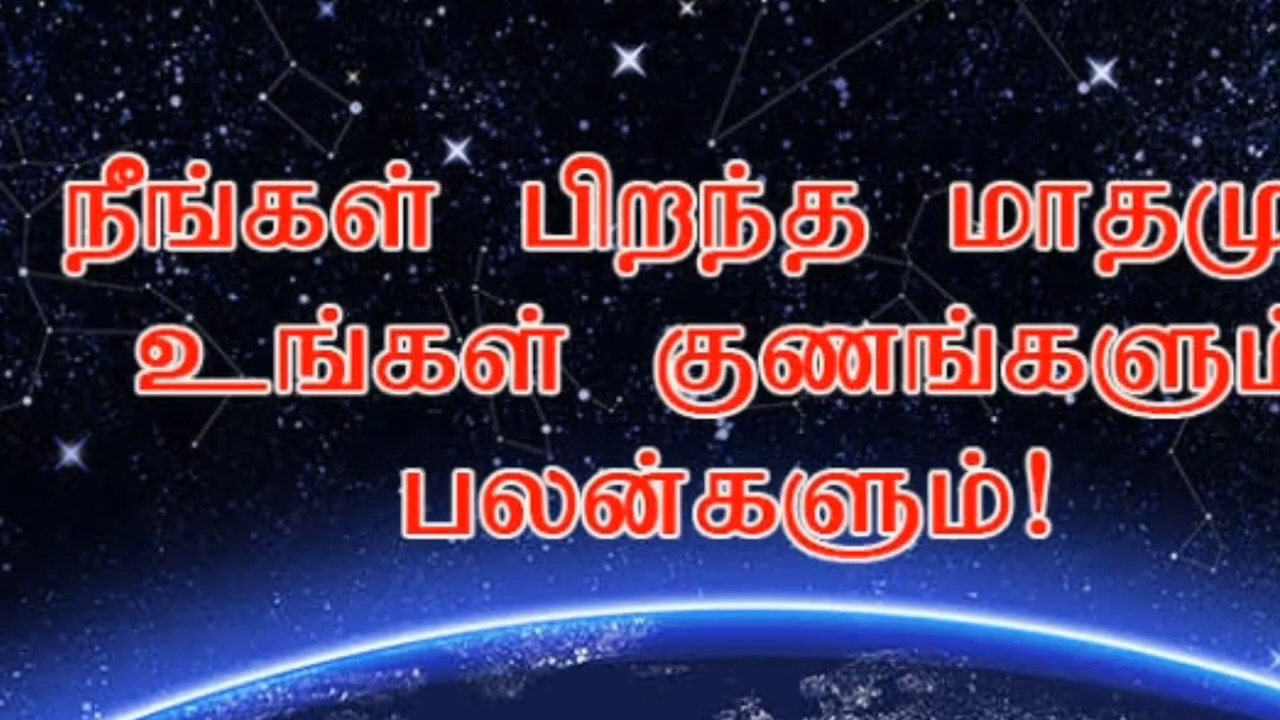 நீங்கள் பிறந்த மாதமு
உங்கள் குணங்களும்
பலன்களும்!